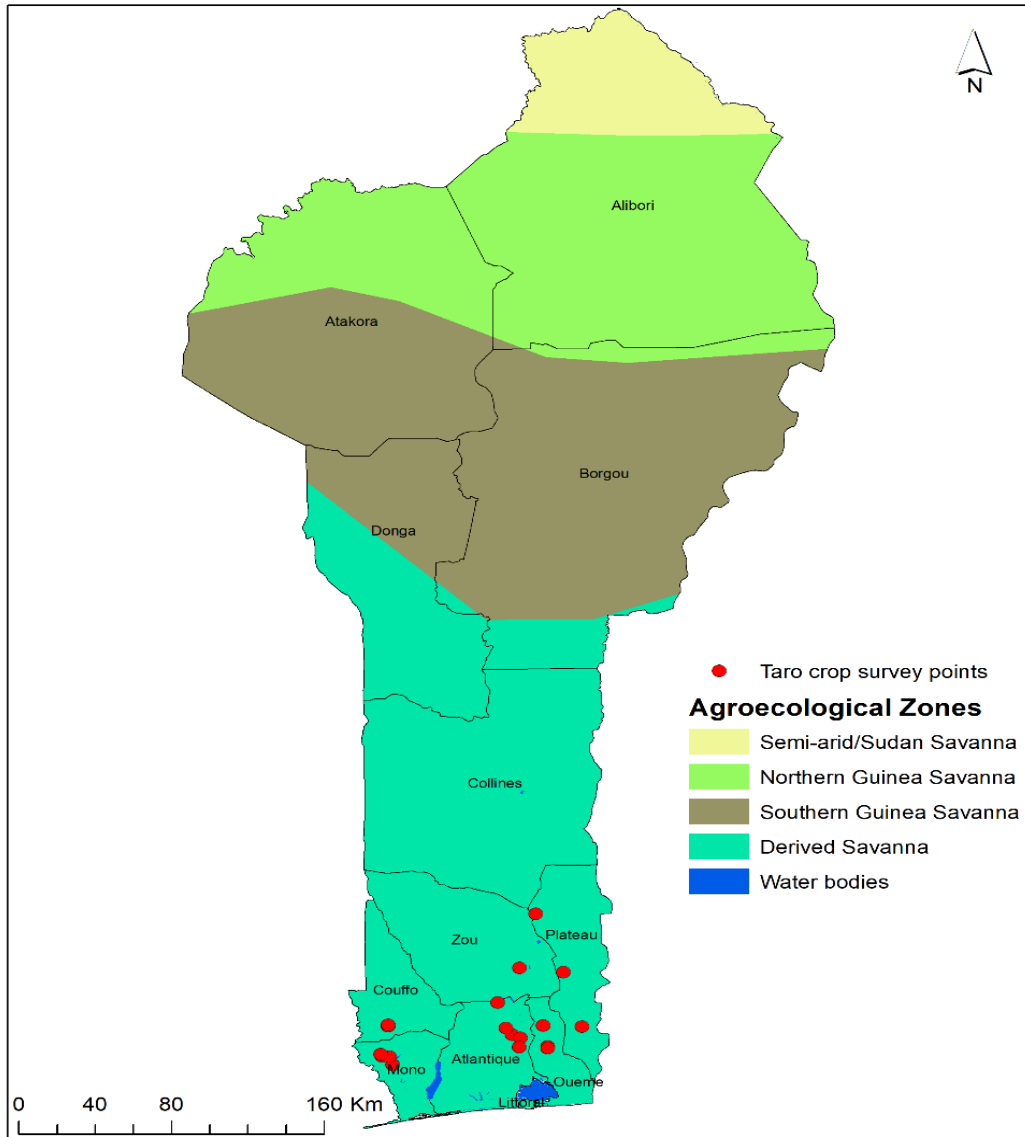 N
Alibori
Atakora
Borgou
Donga
Taro crop survey points
Agroecological Zones
Semi-arid/Sudan Savanna
Northern Guinea Savanna
Southern Guinea Savanna
Derived Savanna
Water bodies
Collines
Zou
Plateau
Couffo
Atlantique
Mono
Oueme
Littoral
0 40 80 160 Km